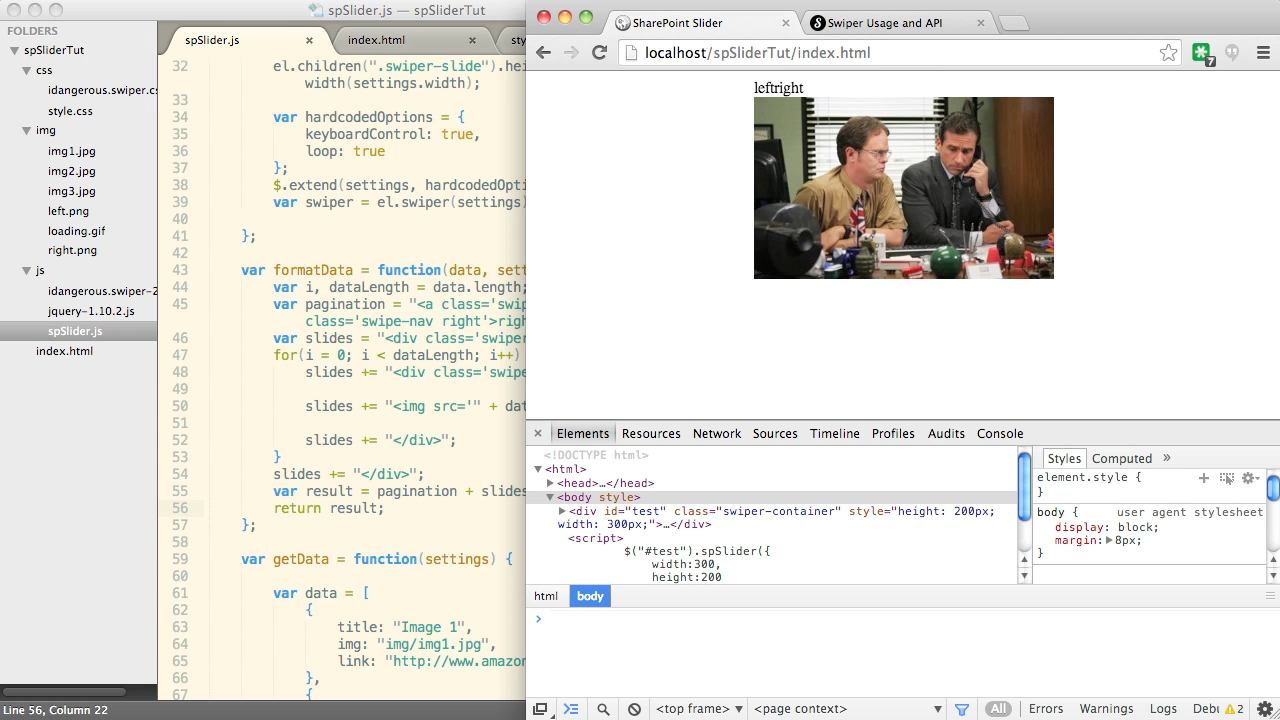 spSlider.js — spSliderTut
FOLDERS
spSliderTut
css
idangerous.swiper.cs
style.css
img
img1.jpg
img2.jpg
img3.jpg
left.png
loading.gif
right.png
js
idangerous.swiper-2
jquery-1.10.2.js
spSlider.js
index.html
Line 56, Column 22
spSlider.js × index.html × sty
32 el.children(".swiper-slide").hei
width(settings.width);
33
34 var hardcodedOptions = {
35 keyboardControl: true,
36 loop: true
37 };
38 $.extend(settings, hardcodedOpti
39 var swiper = el.swiper(settings)
40
41 };
42
43 var formatData = function(data, sett
44 var i, dataLength = data.length;
45 var pagination = "<a class='swip
class='swipe-nav right'>righ
46 var slides = "<div class='swiper
47 for(i = 0; i < dataLength; i++)
48 slides += "<div class='swipe
49
50 slides += "<img src='" + dat
51
52 slides += "</div>";
53 }
54 slides += "</div>";
55 var result = pagination + slides
56 return result;
57 };
58
59 var getData = function(settings) {
60
61 var data = [
62 {
63 title: "Image 1",
64 img: "img/img1.jpg",
65 link: "http://www.amazon
66 },
67 {
SharePoint Slider × Swiper Usage and API ×
localhost/spSliderTut/index.html
7
leftright
× Elements Resources Network Sources Timeline Profiles Audits Console
<!DOCTYPE html>
<html>
<head>…</head>
<body style>
<div id="test" class="swiper-container" style="height: 200px;
width: 300px;">…</div>
<script>
$("#test").spSlider({
width:300,
height:200
html body
Styles Computed »
element.style {
}
body { user agent stylesheet
display: block;
margin: 8px;
}
>
<top frame> <page context> All Errors Warnings Logs Debu 2